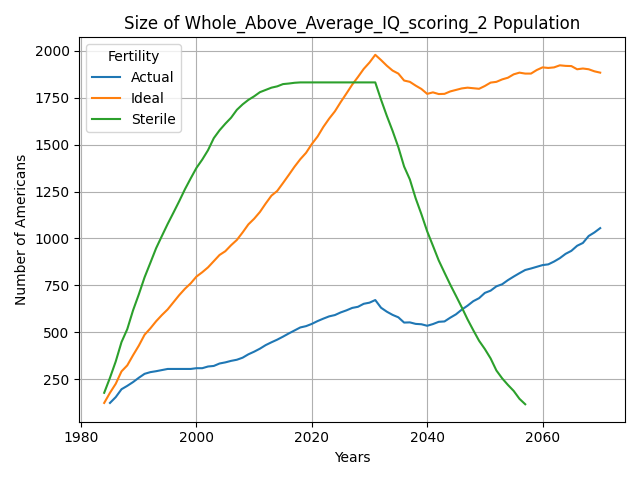 Size of Whole_Above_Average_IQ_scoring_2 Population
Fertility
Actual
Ideal
Sterile
Number of Americans
2000
1750
1500
1250
1000
750
500
250
1980
2000
2020
2040
2060
Years